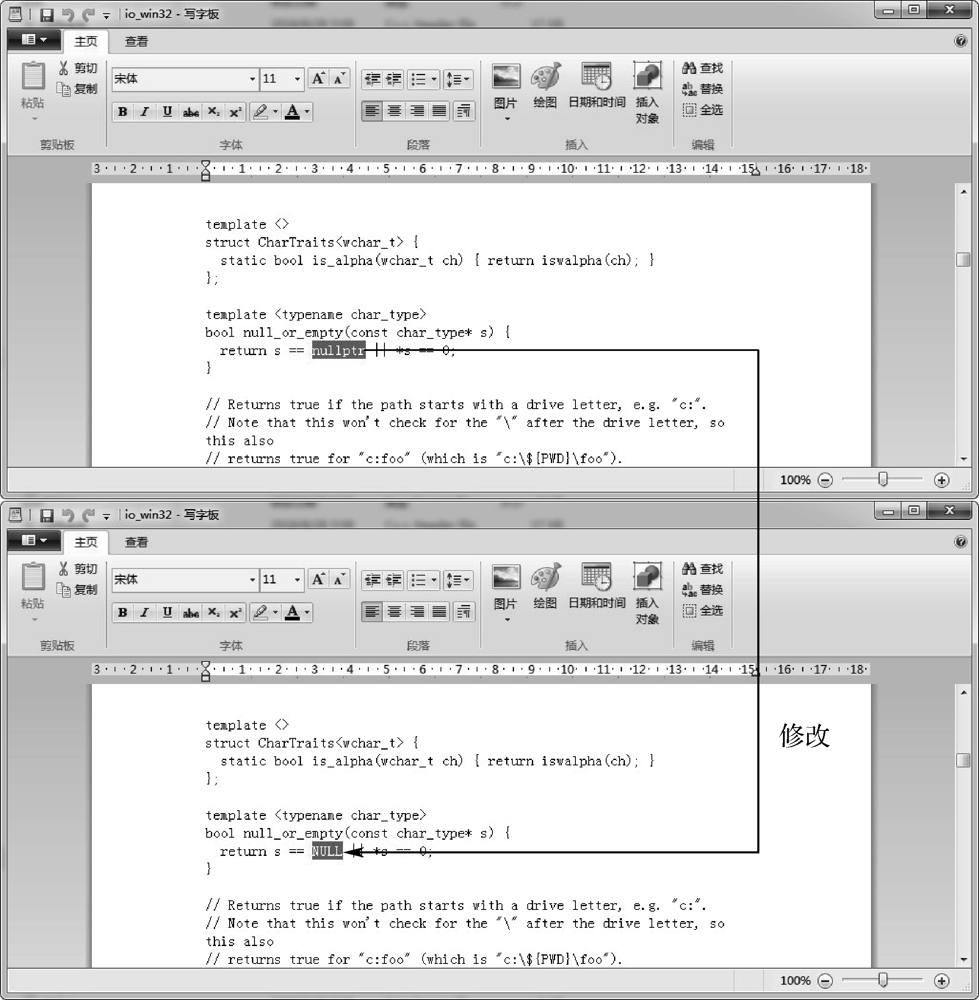 io_win32 - 写字板
主页 查看
剪切
复制
粘贴
宋体 11
图片 绘图 日期和时间 插入
对象
查找
替换
全选
剪贴板 字体 段落 插入 编辑
3 2 1 1 2 3 4 5 6 7 8 9 10 11 12 13 14 15 16 17 18
template <>
struct CharTraits<wchar_t> {
static bool is_alpha(wchar_t ch) { return iswalpha(ch); }
};
template <typename char_type>
bool null_or_empty(const char_type* s) {
return s == nullptr || *s == 0;
}
// Returns true if the path starts with a drive letter, e.g. "c:".
// Note that this won't check for the "\" after the drive letter, so
this also
// returns true for "c:foo" (which is "c:\${PWD}\foo").
100%
io_win32 - 写字板
主页 查看
剪切
复制
粘贴
宋体 11
图片 绘图 日期和时间 插入
对象
查找
替换
全选
剪贴板 字体 段落 插入 编辑
3 2 1 1 2 3 4 5 6 7 8 9 10 11 12 13 14 15 16 17 18
template <>
修改
struct CharTraits<wchar_t> {
static bool is_alpha(wchar_t ch) { return iswalpha(ch); }
};
template <typename char_type>
bool null_or_empty(const char_type* s) {
return s == NULL || *s == 0;
}
// Returns true if the path starts with a drive letter, e.g. "c:".
// Note that this won't check for the "\" after the drive letter, so
this also
// returns true for "c:foo" (which is "c:\${PWD}\foo").
100%